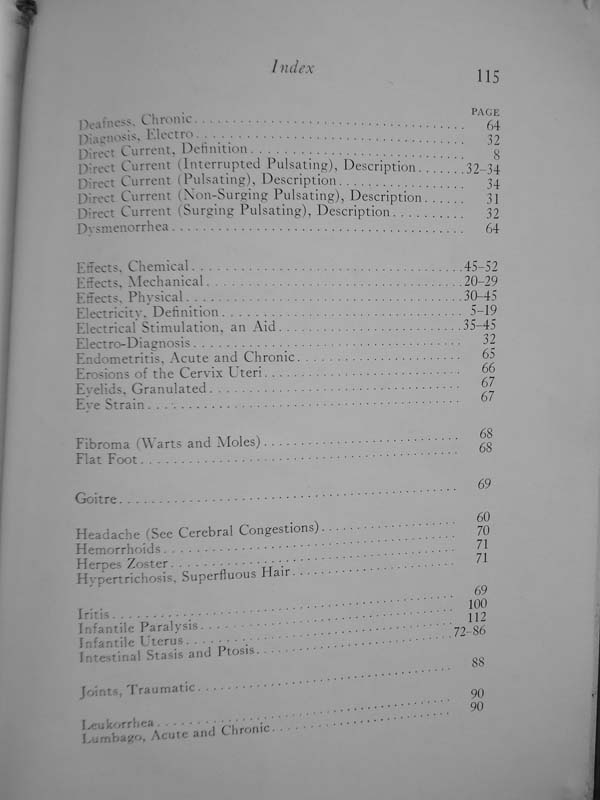 Index
115
PAGE
Deafness, Chronic 64
Diagnosis, Electro 32
Direct Current, Definition 8
Direct Current (Interrupted Pulsating), Description 32-34
Direct Current (Pulsating), Description 34
Direct Current (Non-Surging Pulsating), Description 31
Direct Current (Surging Pulsating), Description 32
Dysmenorrhea 64
Effects, Chemical 45-52
Effects, Mechanical 20-29
Effects, Physical 30-45
Electricity, Definition 5-19
Electrical Stimulation, an Aid 35-45
Electro-Diagnosis 32
Endometritis, Acute and Chronic 65
Erosions of the Cervix Uteri 66
Eyelids, Granulated 67
Eye Strain 67
Fibroma (Warts and Moles) 68
Flat Foot 68
Goitre 69
Headache (See Cerebral Congestions) 60
Hemorrhoids 70
Herpes Zoster 71
Hypertrichosis, Superfluous Hair 71
Iritis 69
Infantile Paralysis 100
Infantile Uterus 112
Intestinal Stasis and Ptosis 72-86
Joints, Traumatic 88
Leukorrhea 90
Lumbago, Acute and Chronic 90